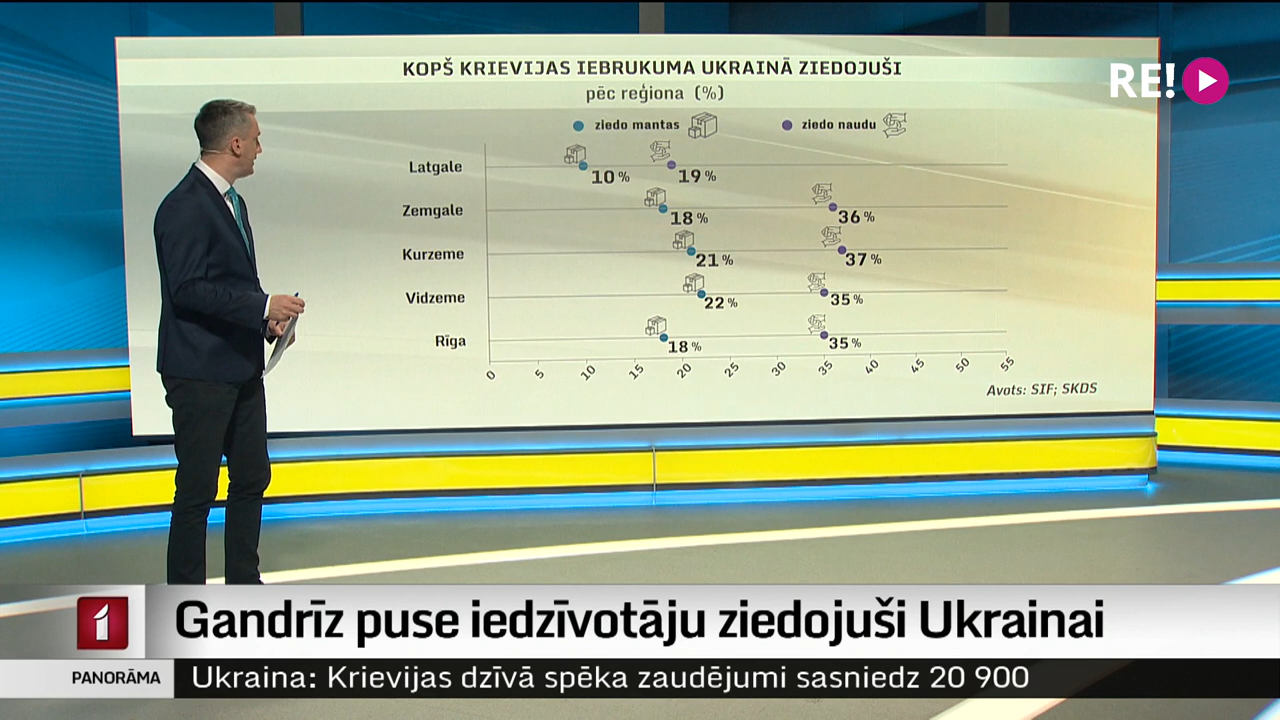 KOPŠ KRIEVIJAS IEBRUKUMA UKRAINĀ ZIEDOJUŠI
pēc reģiona (%)
RE!
ziedo mantas
ziedo naudu
Latgale
10 %
19 %
Zemgale
18 %
36 %
Kurzeme
21 %
37 %
Vidzeme
22 %
35 %
Rīga
18 %
35 %
0 5 10 15 20 25 30 35 40 45 50 55
Avots: SIF; SKDS
1
Gandrīz puse iedzīvotāju ziedojuši Ukrainai
PANORĀMA
Ukraina: Krievijas dzīvā spēka zaudējumi sasniedz 20 900